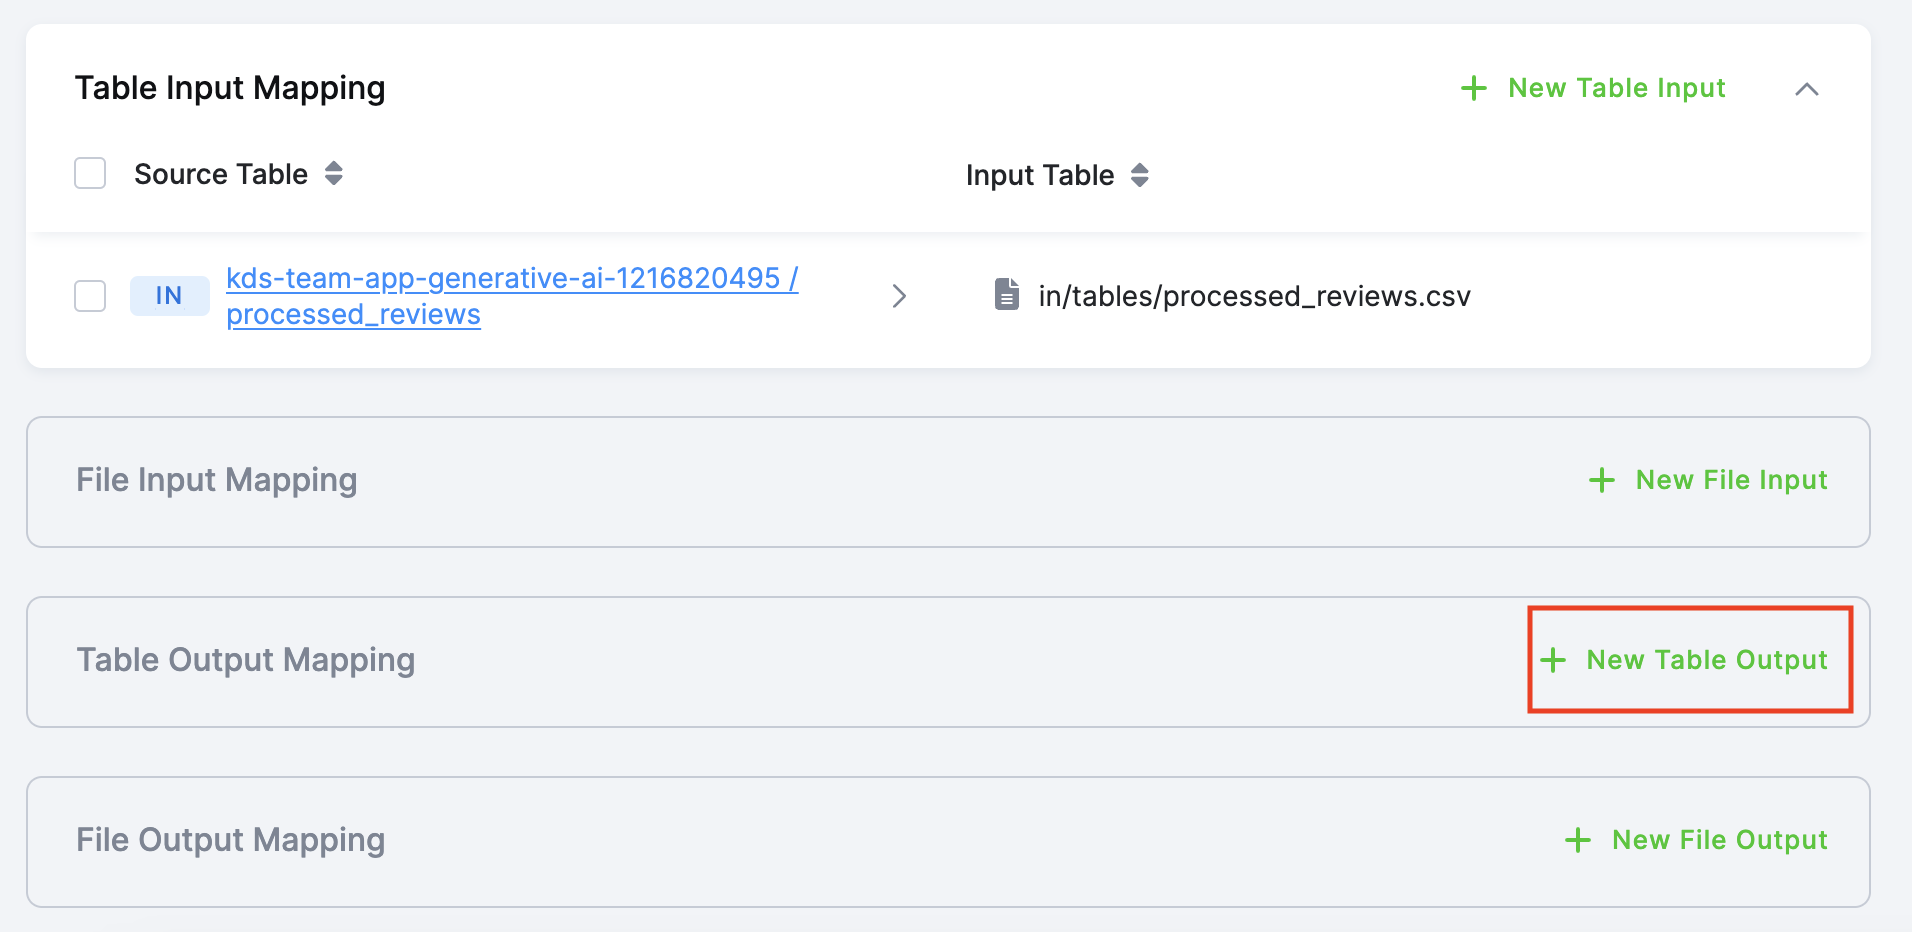 Table Input Mapping
New Table Input
Source Table
Input Table
IN
kds-team-app-generative-ai-1216820495 /
processed_reviews
in/tables/processed_reviews.csv
File Input Mapping
New File Input
Table Output Mapping
New Table Output
File Output Mapping
New File Output